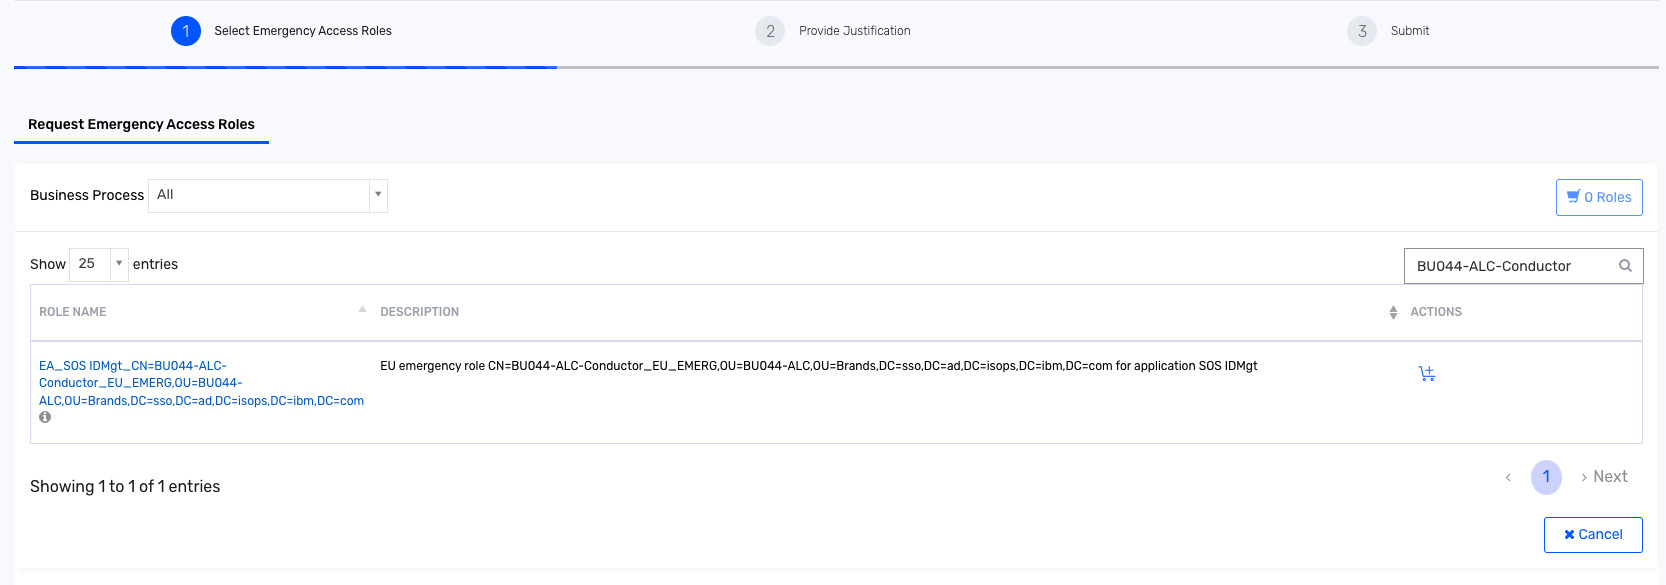 1 Select Emergency Access Roles
2 Provide Justification
3 Submit
Request Emergency Access Roles
Business Process All
0 Roles
Show 25 entries
BU044-ALC-Conductor
ROLE NAME DESCRIPTION ACTIONS
EA_SOS IDMgt_CN=BU044-ALC-
Conductor_EU_EMERG,OU=BU044-
ALC,OU=Brands,DC=sso,DC=ad,DC=isops,DC=ibm,DC=com
EU emergency role CN=BU044-ALC-Conductor_EU_EMERG,OU=BU044-ALC,OU=Brands,DC=sso,DC=ad,DC=isops,DC=ibm,DC=com for application SOS IDMgt
Showing 1 to 1 of 1 entries
‹ 1 › Next
Cancel